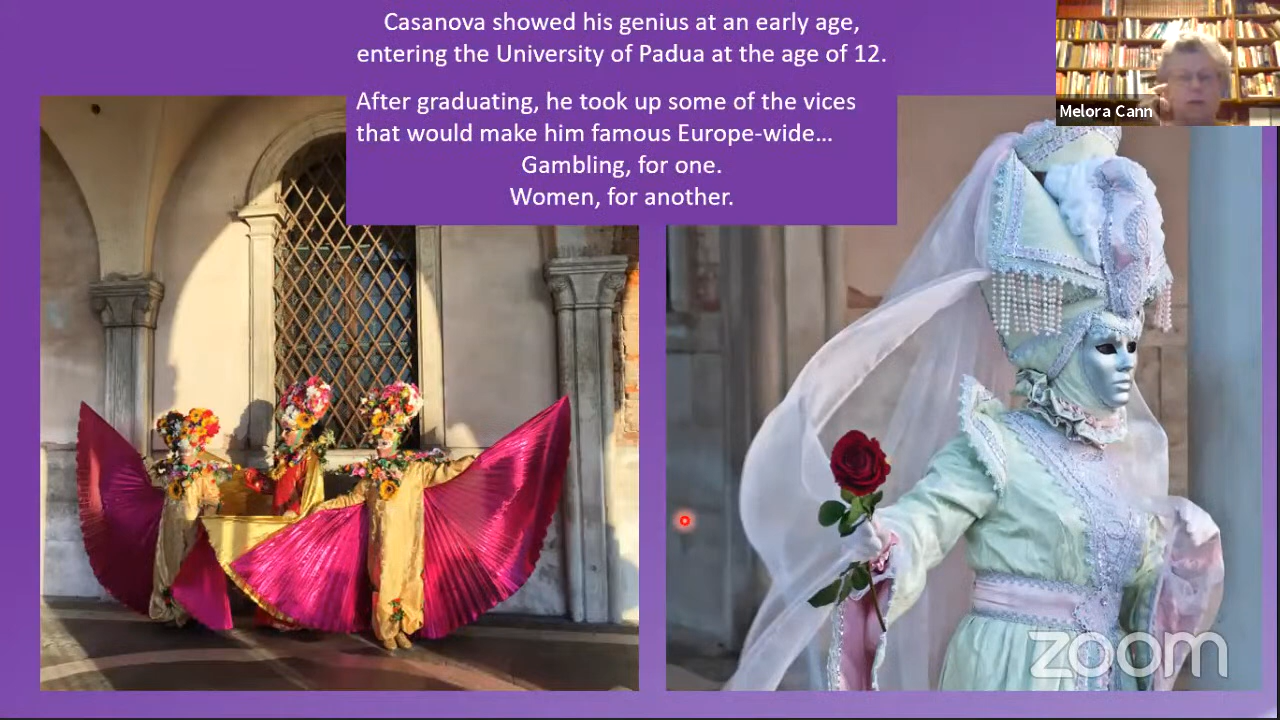 Casanova showed his genius at an early age,
entering the University of Padua at the age of 12.
After graduating, he took up some of the vices
that would make him famous Europe-wide…
Gambling, for one.
Women, for another.
Melora Cann
zoom